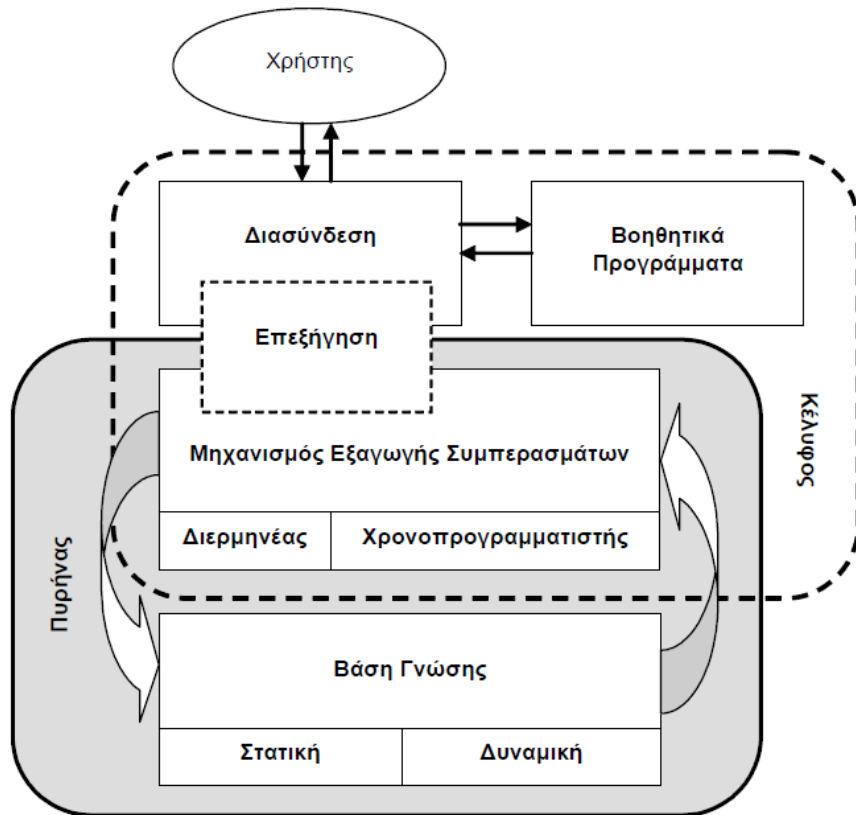 Χρήστης
Διασύνδεση
Βοηθητικά
Προγράμματα
Επεξήγηση
Κέλυφος
Μηχανισμός Εξαγωγής Συμπερασμάτων
Διερμηνέας
Χρονοπρογραμματιστής
Πυρήνας
Βάση Γνώσης
Στατική
Δυναμική